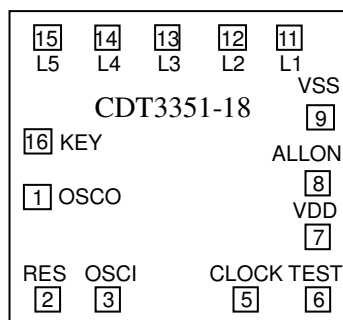 15 14 13 12 11
L5 L4 L3 L2 L1
VSS
CDT3351-18
9
16 KEY
ALLON
8
1 OSCO
VDD
7
RES OSCI CLOCK TEST
2 3 5 6